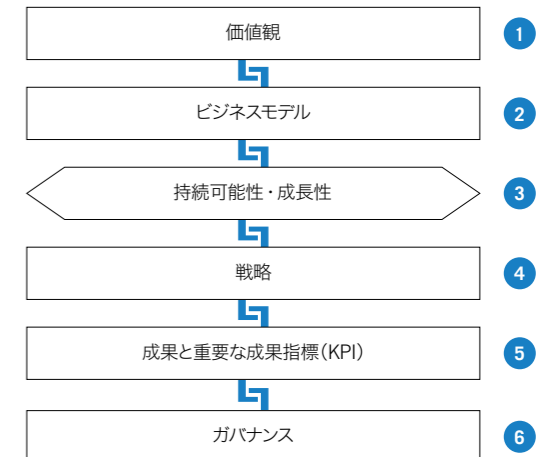 価値観
1
ビジネスモデル
2
持続可能性・成長性
3
戦略
4
成果と重要な成果指標(KPI)
5
ガバナンス
6